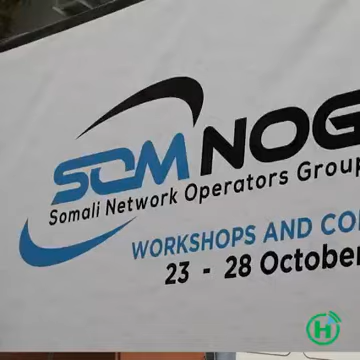 SOMNOG
Somali Network Operators Group
WORKSHOPS AND CO
23 - 28 October
H